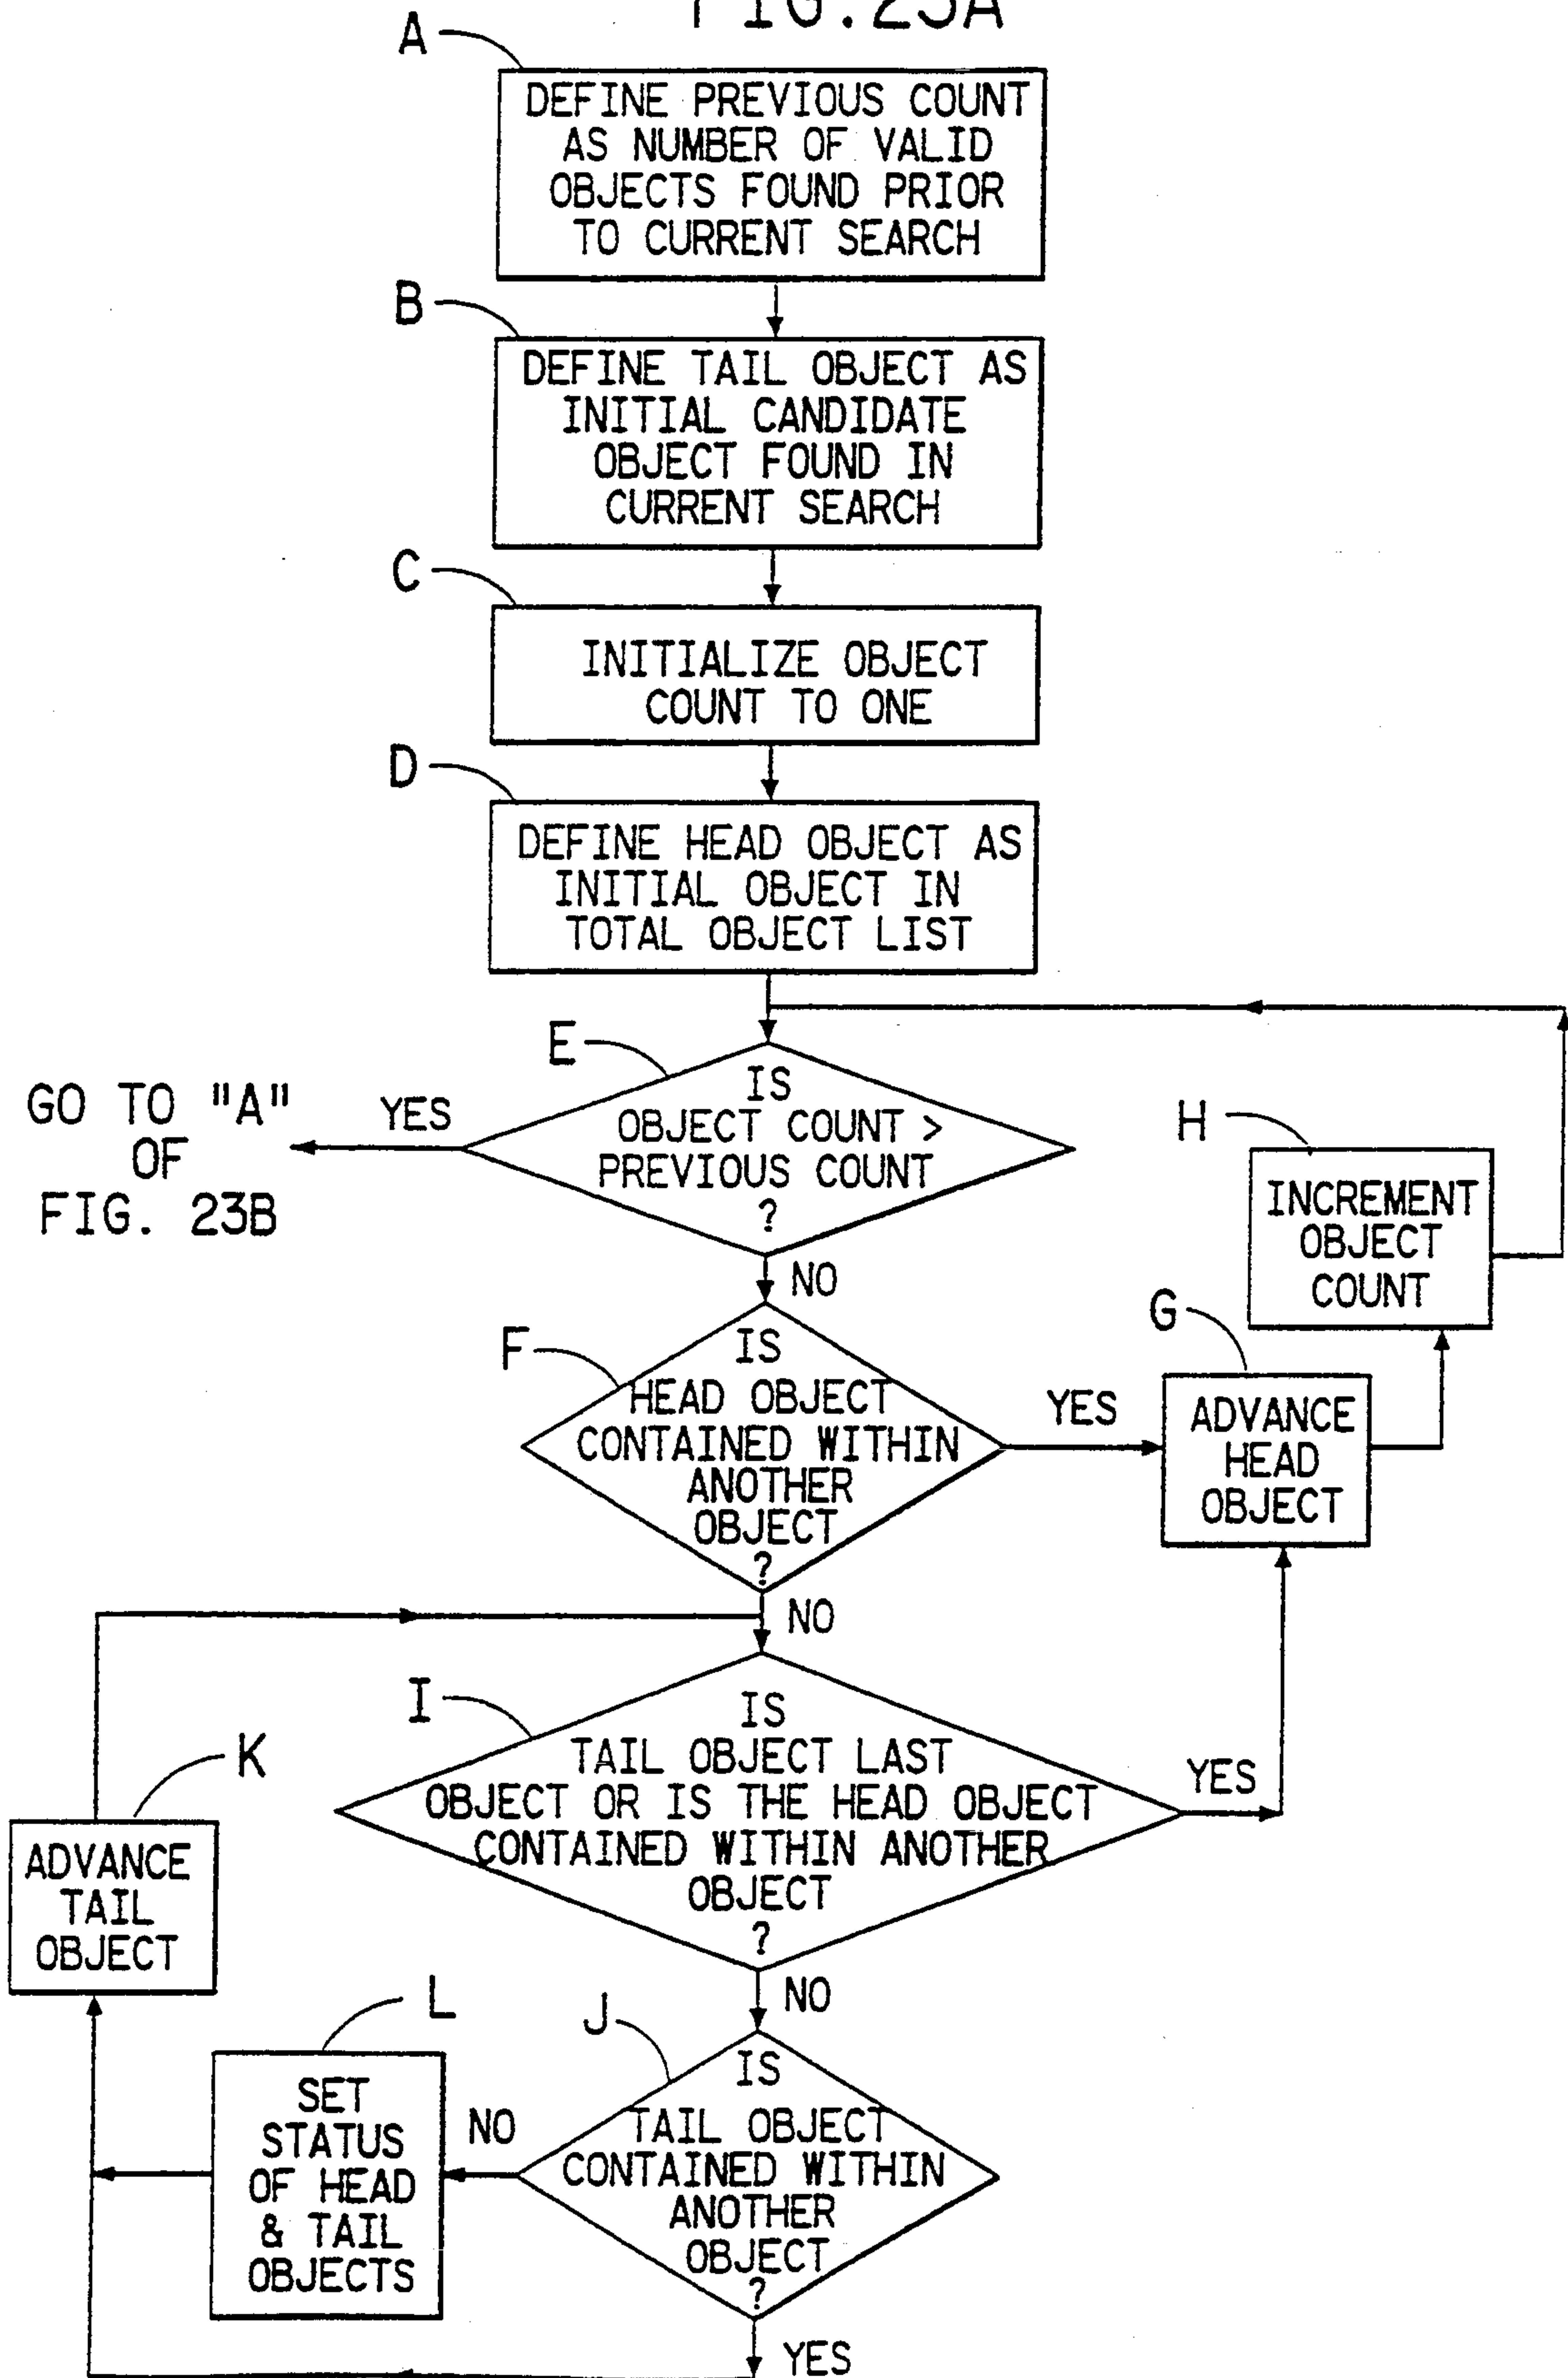 FIG.23A
A
DEFINE PREVIOUS COUNT
AS NUMBER OF VALID
OBJECTS FOUND PRIOR
TO CURRENT SEARCH
B
DEFINE TAIL OBJECT AS
INITIAL CANDIDATE
OBJECT FOUND IN
CURRENT SEARCH
C
INITIALIZE OBJECT
COUNT TO ONE
D
DEFINE HEAD OBJECT AS
INITIAL OBJECT IN
TOTAL OBJECT LIST
E
IS
OBJECT COUNT >
PREVIOUS COUNT
?
YES
GO TO "A"
OF
FIG. 23B
NO
H
INCREMENT
OBJECT
COUNT
F
IS
HEAD OBJECT
CONTAINED WITHIN
ANOTHER
OBJECT
?
YES
G
ADVANCE
HEAD
OBJECT
NO
I
IS
TAIL OBJECT LAST
OBJECT OR IS THE HEAD OBJECT
CONTAINED WITHIN ANOTHER
OBJECT
?
YES
K
ADVANCE
TAIL
OBJECT
NO
J
IS
TAIL OBJECT
CONTAINED WITHIN
ANOTHER
OBJECT
?
NO
L
SET
STATUS
OF HEAD
& TAIL
OBJECTS
YES